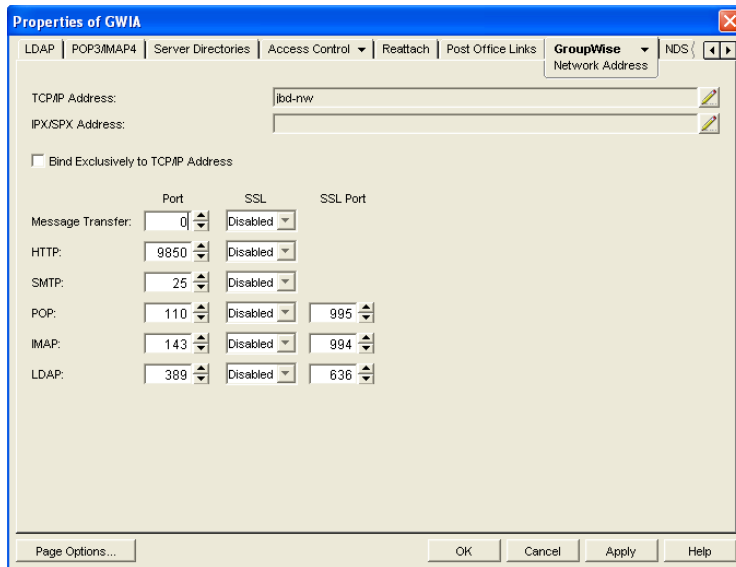 Properties of GWIA
LDAP POP3/IMAP4 Server Directories Access Control Reattach Post Office Links GroupWise NDS
Network Address
TCP/IP Address: jbd-nw
IPX/SPX Address:
Bind Exclusively to TCP/IP Address
Port SSL SSL Port
Message Transfer: 0 Disabled
HTTP: 9850 Disabled
SMTP: 25 Disabled
POP: 110 Disabled 995
IMAP: 143 Disabled 994
LDAP: 389 Disabled 636
Page Options... OK Cancel Apply Help